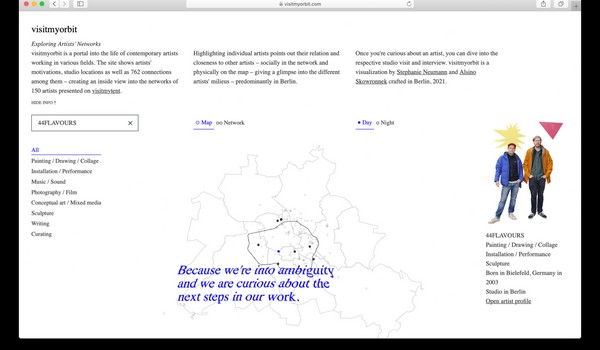 visitmyorbit.com
visitmyorbit
Exploring Artists' Networks
visitmyorbit is a portal into the life of contemporary artists
working in various fields. The site shows artists'
motivations, studio locations as well as 762 connections
among them – creating an inside view into the networks of
150 artists presented on visitmytent.
HIDE INFO ↑
Highlighting individual artists points out their relation and
closeness to other artists – socially in the network and
physically on the map – giving a glimpse into the different
artists' milieus – predominantly in Berlin.
Once you're curious about an artist, you can dive into the
respective studio visit and interview. visitmyorbit is a
visualization by Stephanie Neumann and Alsino
Skowronnek crafted in Berlin, 2021.
44FLAVOURS ✕
Map Network
Day Night
All
Painting / Drawing / Collage
Installation / Performance
Music / Sound
Photography / Film
Conceptual art / Mixed media
Sculpture
Writing
Curating
Because we're into ambiguity
and we are curious about the
next steps in our work.
44FLAVOURS
Painting / Drawing / Collage
Installation / Performance
Sculpture
Born in Bielefeld, Germany in
2003
Studio in Berlin
Open artist profile